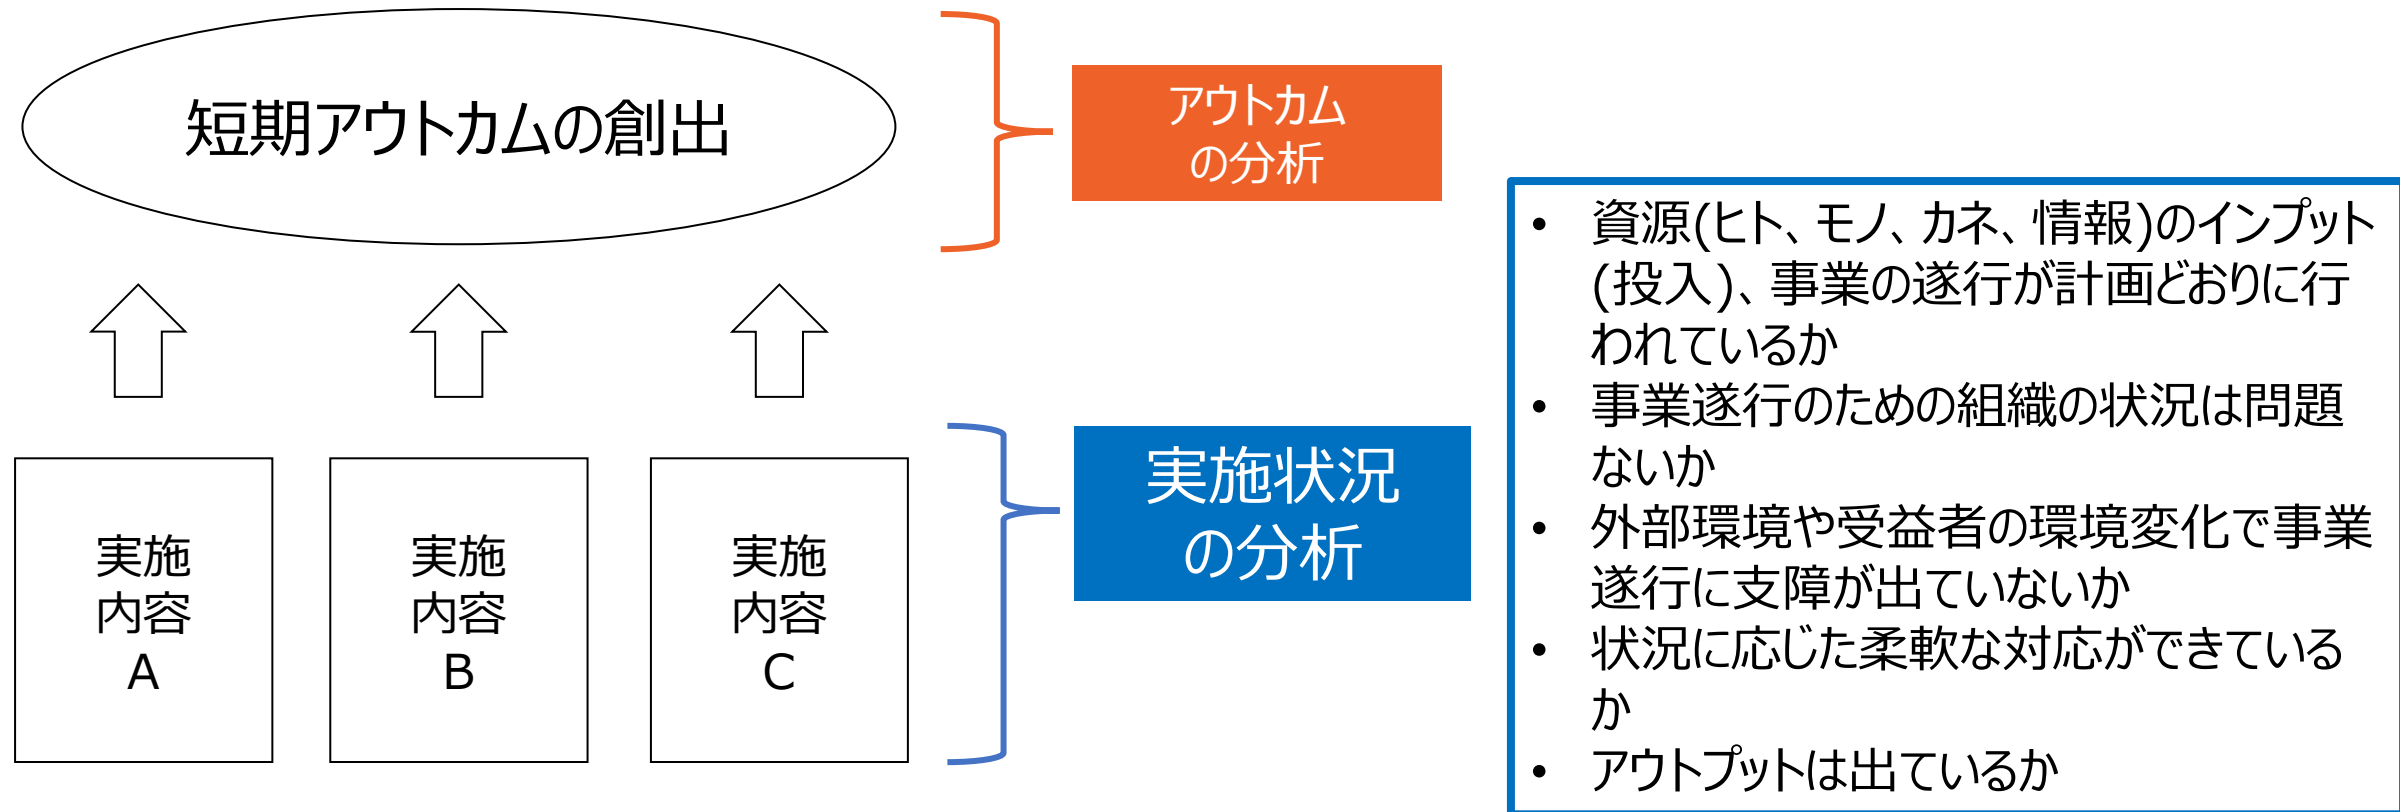 短期アウトカムの創出
アウトカム
の分析
実施
内容
A
実施
内容
B
実施
内容
C
実施状況
の分析
• 資源(ヒト、モノ、カネ、情報)のインプット
(投入)、事業の遂行が計画どおりに行
われているか
• 事業遂行のための組織の状況は問題
ないか
• 外部環境や受益者の環境変化で事業
遂行に支障が出ていないか
• 状況に応じた柔軟な対応ができている
か
• アウトプットは出ているか